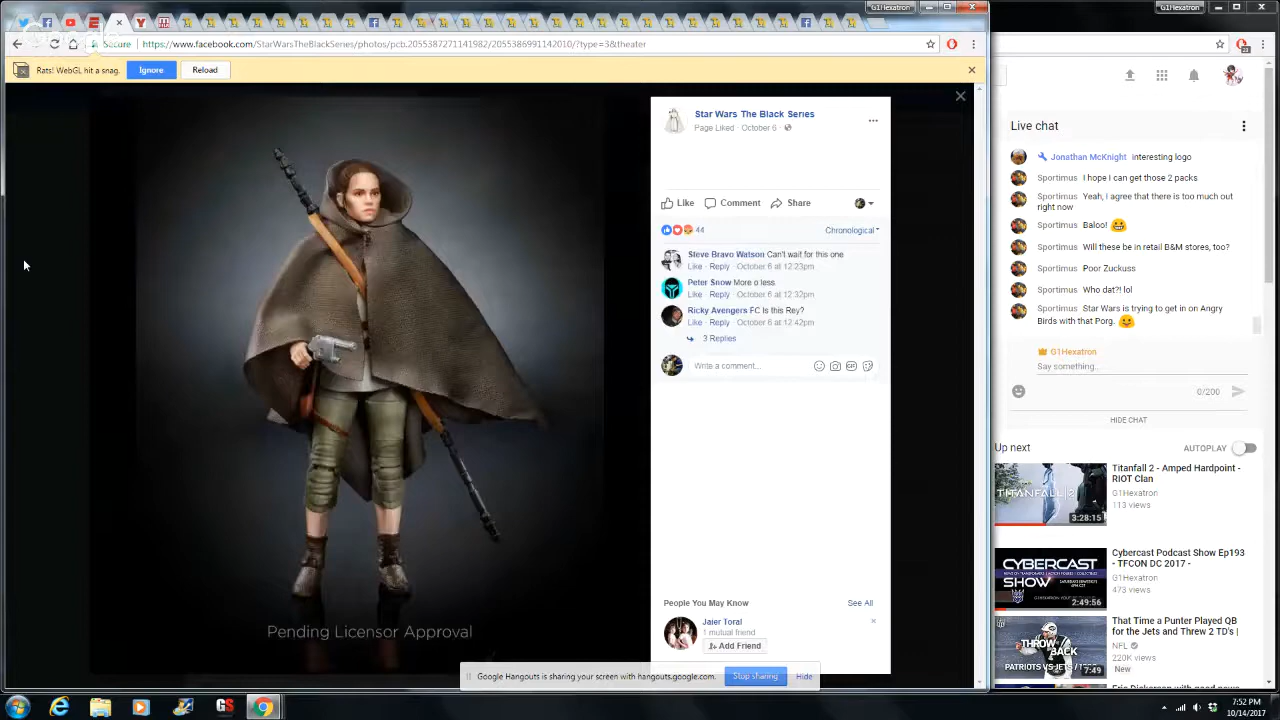 G1Hexatron
G1Hexatron
Secure
https://www.facebook.com/StarWarsTheBlackSeries/photos/pcb.2055387271141982/2055386991142010/?type=3&theater
Rats! WebGL hit a snag.
Ignore
Reload
Star Wars The Black Series
Page Liked · October 6 ·
Like
Comment
Share
44
Chronological
Steve Bravo Watson Can't wait for this one
Like · Reply · October 6 at 12:23pm
Peter Snow More o less
Like · Reply · October 6 at 12:32pm
Ricky Avengers FC Is this Rey?
Like · Reply · October 6 at 12:42pm
3 Replies
Write a comment...
People You May Know
See All
Jaier Toral
1 mutual friend
Add Friend
Pending Licensor Approval
Google Hangouts is sharing your screen with hangouts.google.com.
Stop sharing
Hide
Live chat
Jonathan McKnight interesting logo
Sportimus I hope i can get those 2 packs
Sportimus Yeah, I agree that there is too much out
right now
Sportimus Baloo!
Sportimus Will these be in retail B&M stores, too?
Sportimus Poor Zuckuss
Sportimus Who dat?! lol
Sportimus Star Wars is trying to get in on Angry
Birds with that Porg.
G1Hexatron
Say something...
0/200
HIDE CHAT
Up next
AUTOPLAY
Titanfall 2 - Amped Hardpoint -
RIOT Clan
G1Hexatron
113 views
TITANFALL 2
3:28:15
Cybercast Podcast Show Ep193
- TFCON DC 2017 -
G1Hexatron
473 views
CYBERCAST
SHOW
2:49:56
That Time a Punter Played QB
for the Jets and Threw 2 TD's |
NFL
220K views
New
THROW
BACK
PATRIOTS VS JETS
7:49
GS
7:52 PM
10/14/2017